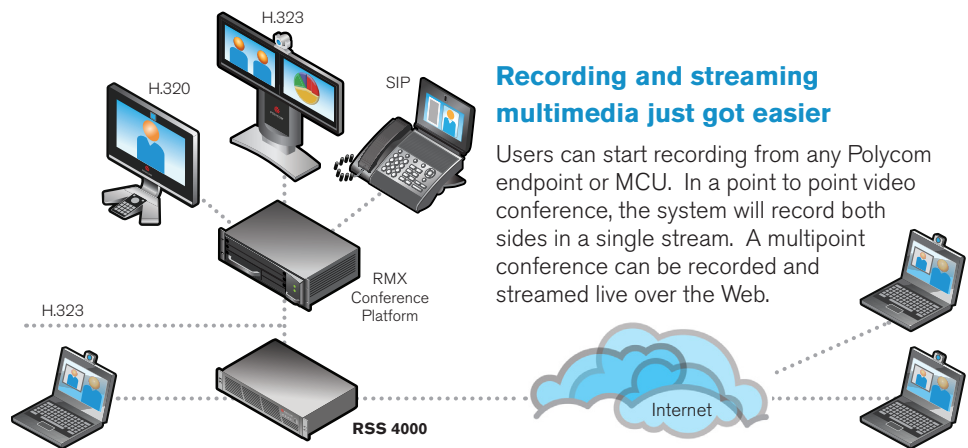 H.323
H.320
SIP
Recording and streaming
multimedia just got easier
Users can start recording from any Polycom
endpoint or MCU.  In a point to point video
conference, the system will record both
sides in a single stream.  A multipoint
conference can be recorded and
streamed live over the Web.
RMX
Conference
Platform
H.323
Internet
RSS 4000